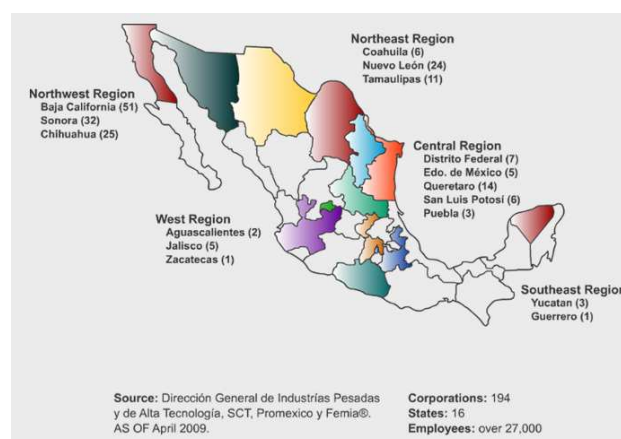 Northeast Region
Coahuila (6)
Nuevo León (24)
Tamaulipas (11)
Northwest Region
Baja California (51)
Sonora (32)
Chihuahua (25)
Central Region
Distrito Federal (7)
Edo. de México (5)
Queretaro (14)
San Luis Potosí (6)
Puebla (3)
West Region
Aguascalientes (2)
Jalisco (5)
Zacatecas (1)
Southeast Region
Yucatan (3)
Guerrero (1)
Source: Dirección General de Industrías Pesadas
y de Alta Tecnología, SCT, Promexico y Femia®.
AS OF April 2009.
Corporations: 194
States: 16
Employees: over 27,000